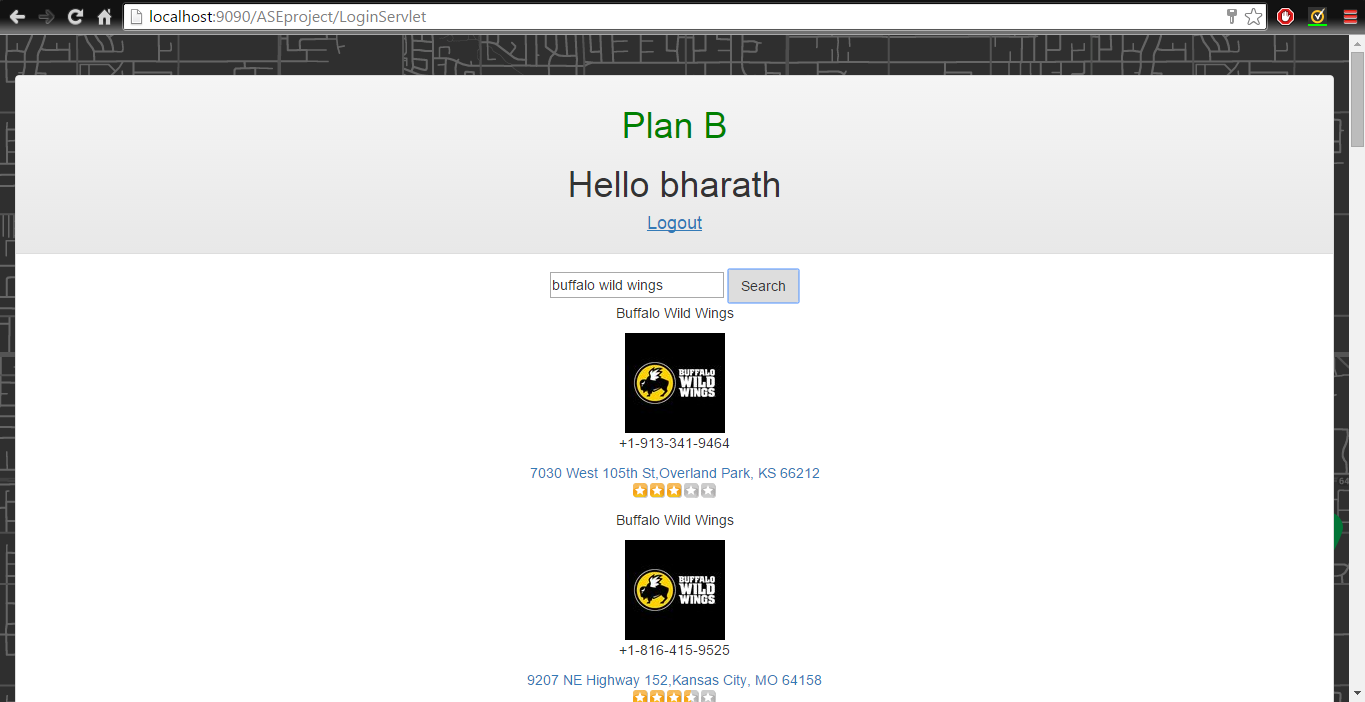 localhost:9090/ASEproject/LoginServlet
Plan B
Hello bharath
Logout
buffalo wild wings Search
Buffalo Wild Wings
BUFFALO
WILD
WINGS
+1-913-341-9464
7030 West 105th St,Overland Park, KS 66212
Buffalo Wild Wings
BUFFALO
WILD
WINGS
+1-816-415-9525
9207 NE Highway 152,Kansas City, MO 64158